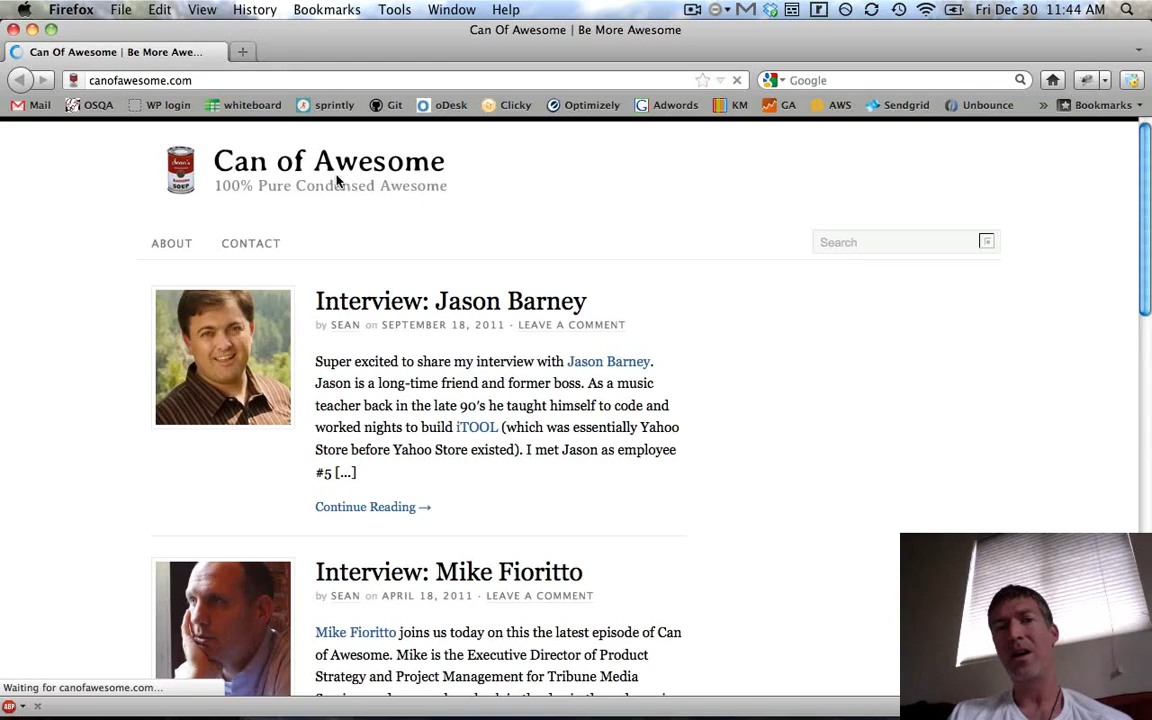 Firefox File Edit View History Bookmarks Tools Window Help Fri Dec 30 11:44 AM
Can Of Awesome | Be More Awesome
Can Of Awesome | Be More Awe...
canofawesome.com Google
Mail OSQA WP login whiteboard sprintly Git oDesk Clicky Optimizely Adwords KM GA AWS Sendgrid Unbounce » Bookmarks
Can of Awesome
100% Pure Condensed Awesome
SOUP
ABOUT CONTACT Search
Interview: Jason Barney
by SEAN on SEPTEMBER 18, 2011 · LEAVE A COMMENT
Super excited to share my interview with Jason Barney.
Jason is a long-time friend and former boss. As a music
teacher back in the late 90's he taught himself to code and
worked nights to build iTOOL (which was essentially Yahoo
Store before Yahoo Store existed). I met Jason as employee
#5 [...]
Continue Reading →
Interview: Mike Fioritto
by SEAN on APRIL 18, 2011 · LEAVE A COMMENT
Mike Fioritto joins us today on this the latest episode of Can
of Awesome. Mike is the Executive Director of Product
Strategy and Project Management for Tribune Media
Waiting for canofawesome.com...
ABP